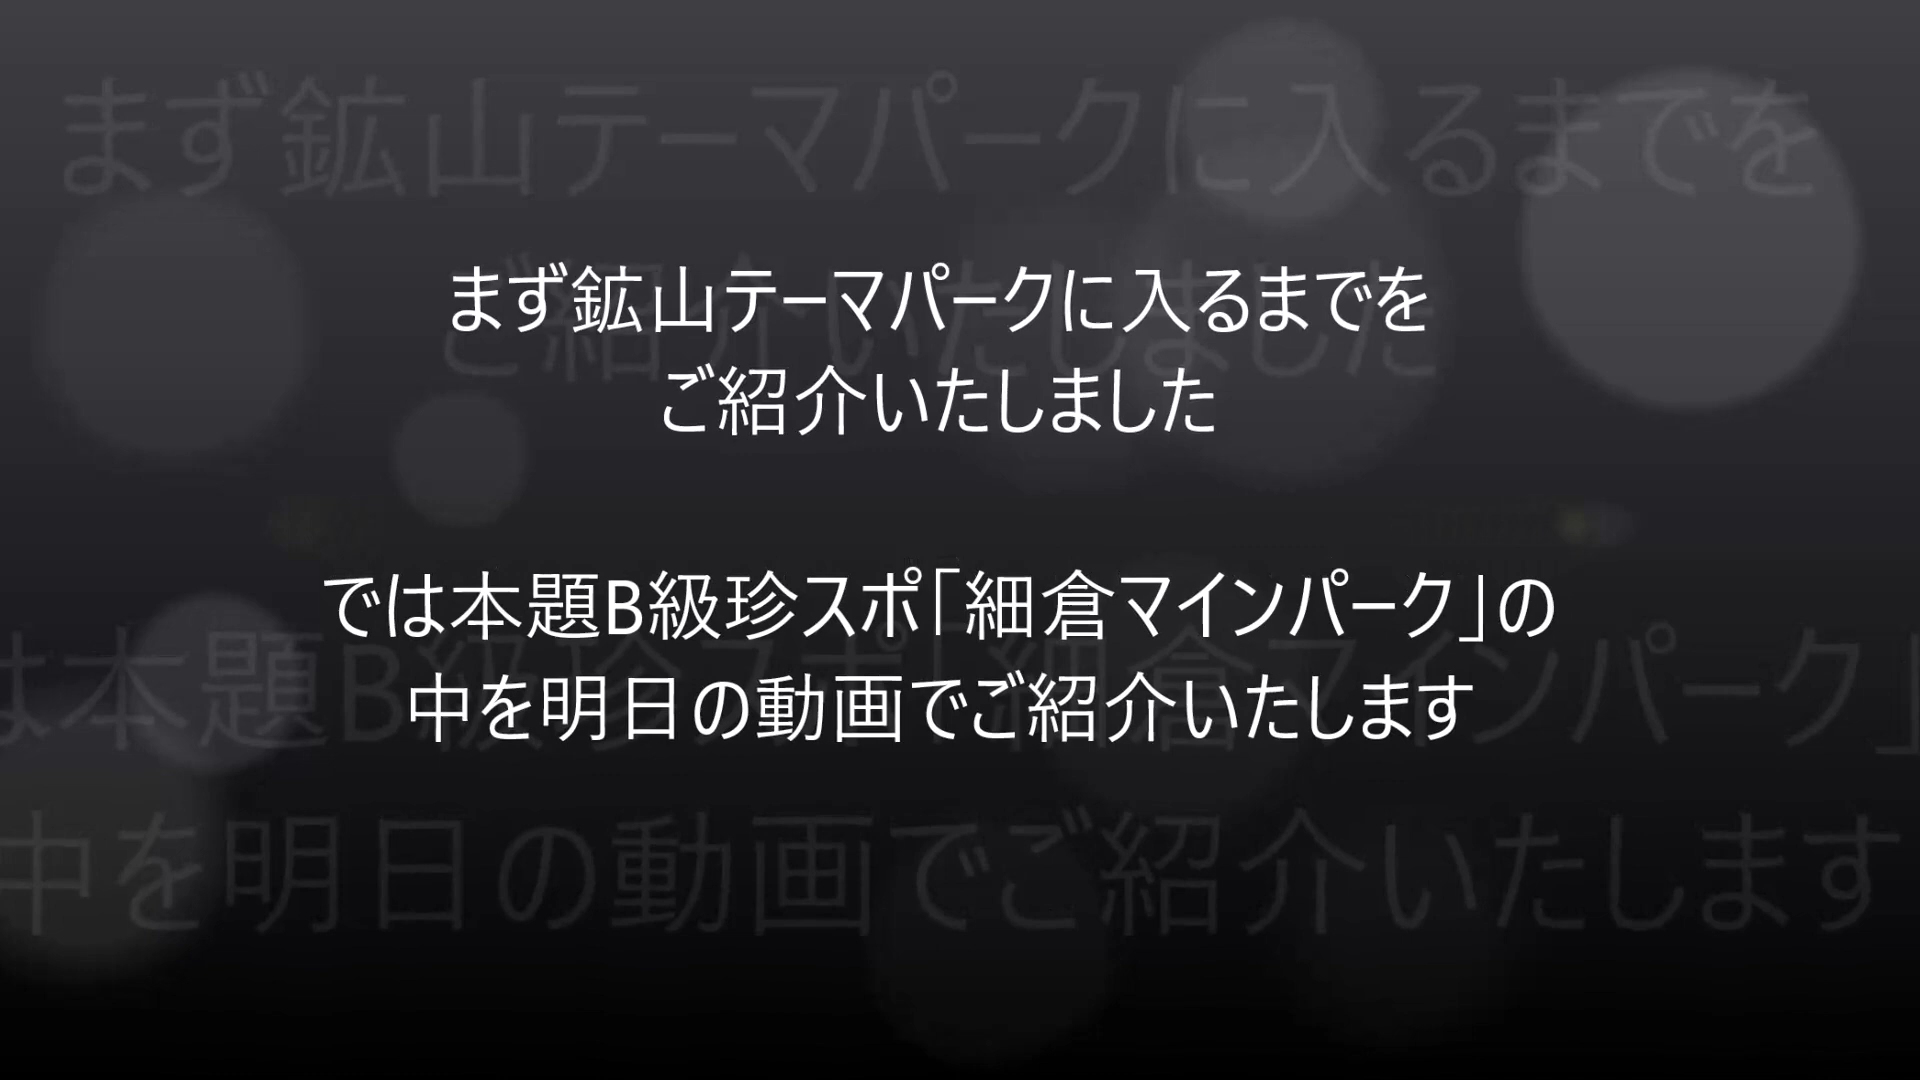 まず鉱山テーマパークに入るまでを
ご紹介いたしました
では本題B級珍スポ「細倉マインパーク」の
中を明日の動画でご紹介いたします